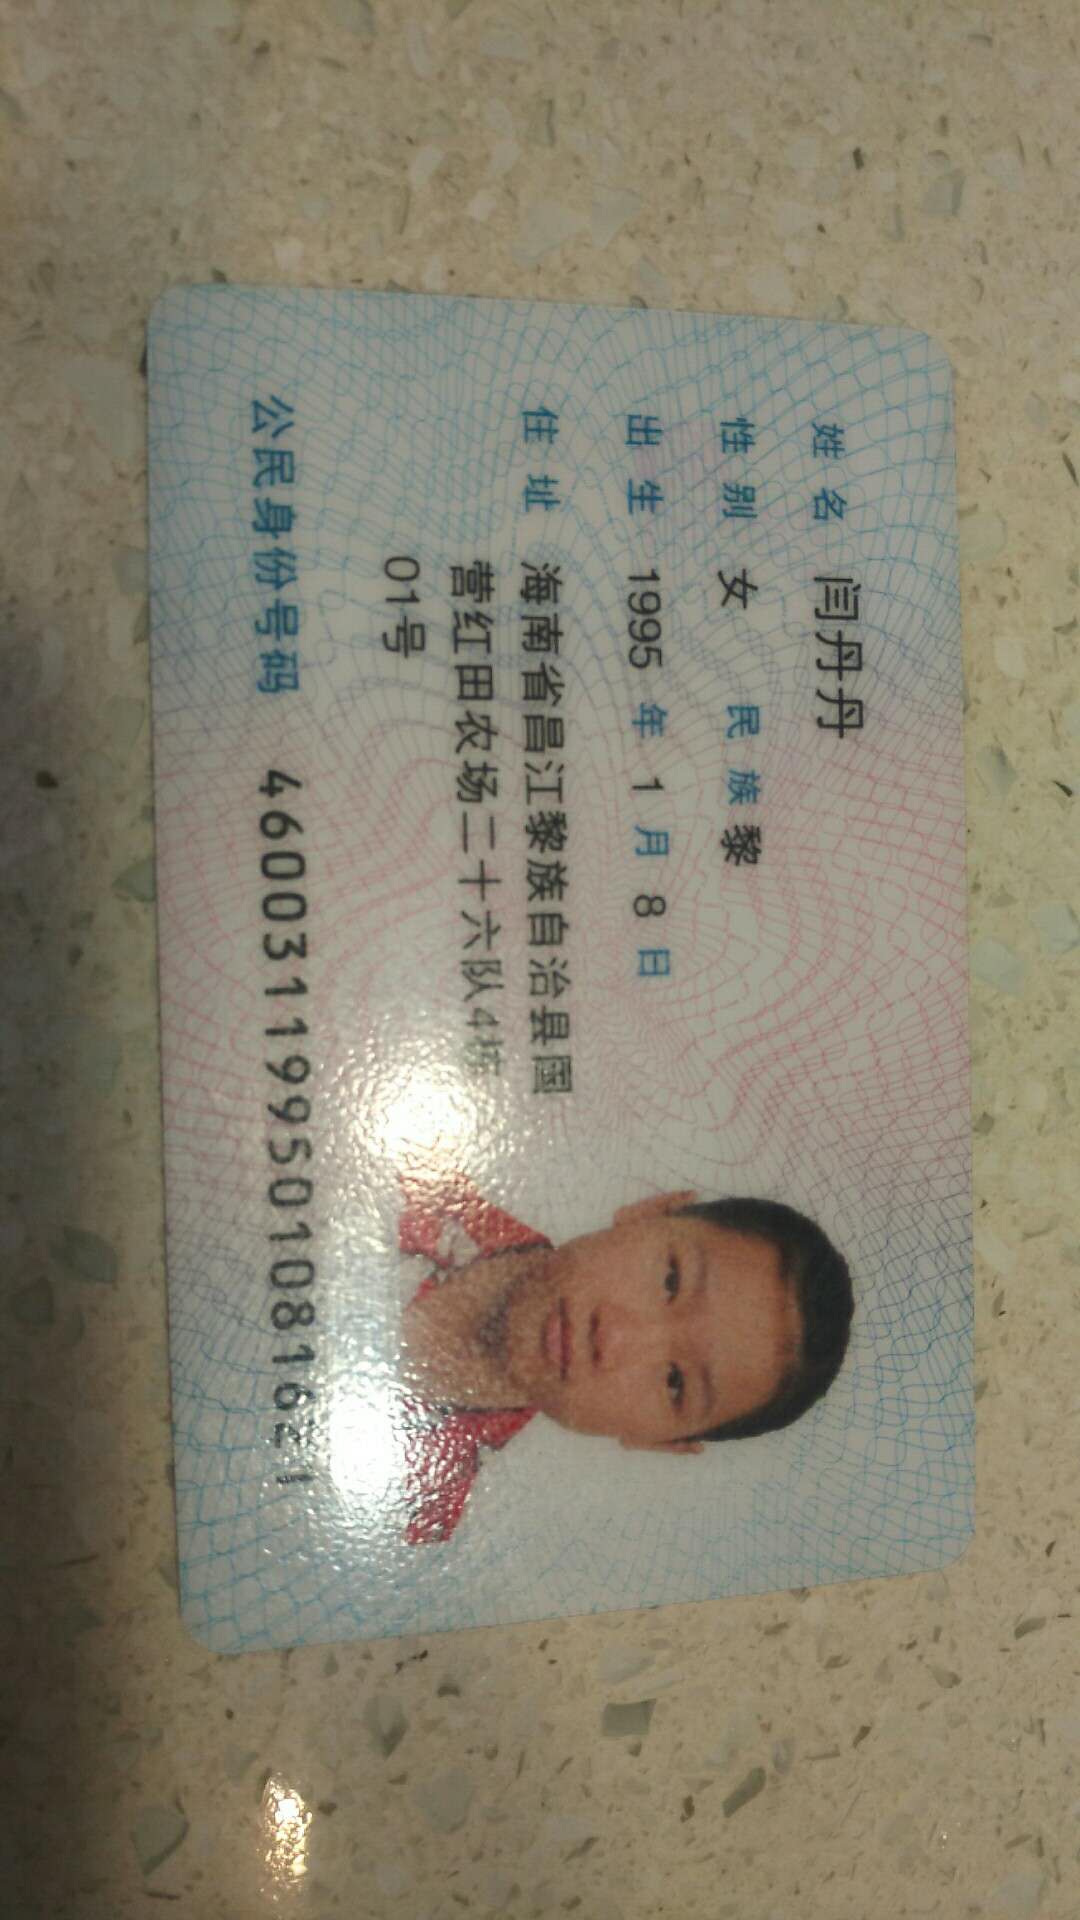 姓名 闫丹丹
性别 女 民族 黎
出生 1995 年 1 月 8 日
住址 海南省昌江黎族自治县国
营红田农场二十六队4栋
01号
公民身份号码 460031199501081621